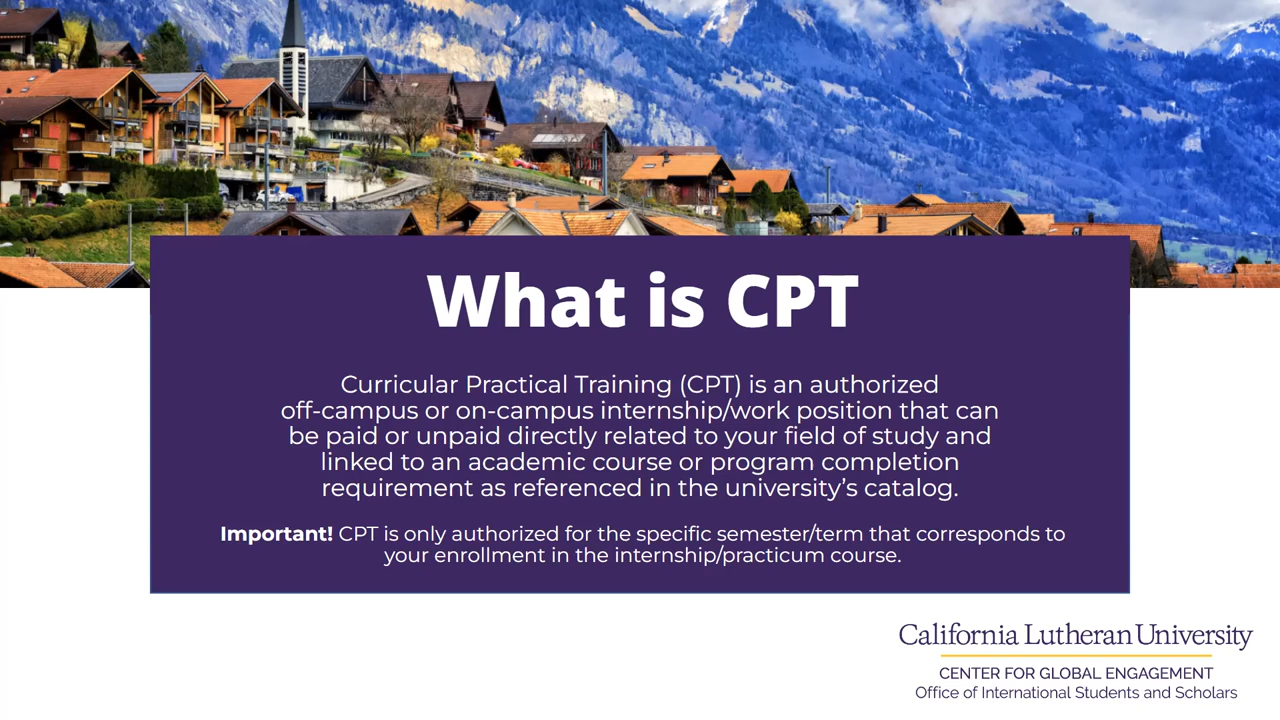 What is CPT
Curricular Practical Training (CPT) is an authorized
off-campus or on-campus internship/work position that can
be paid or unpaid directly related to your field of study and
linked to an academic course or program completion
requirement as referenced in the university's catalog.
Important! CPT is only authorized for the specific semester/term that corresponds to
your enrollment in the internship/practicum course.
California Lutheran University
CENTER FOR GLOBAL ENGAGEMENT
Office of International Students and Scholars